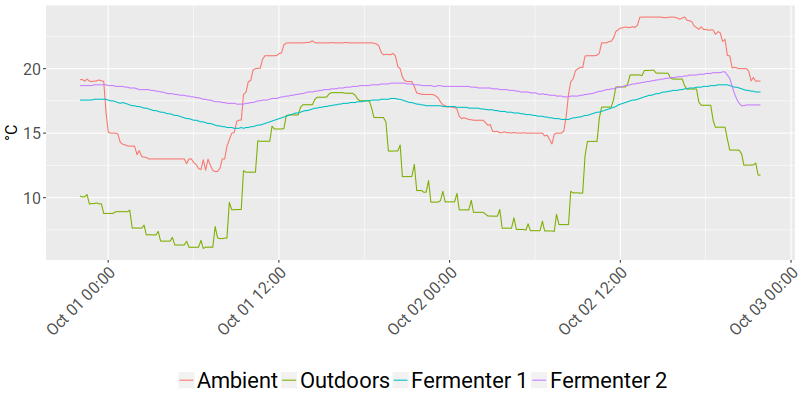 20
°C
15
10
Oct 01 00:00
Oct 01 12:00
Oct 02 00:00
Oct 02 12:00
Oct 03 00:00
Ambient Outdoors Fermenter 1 Fermenter 2